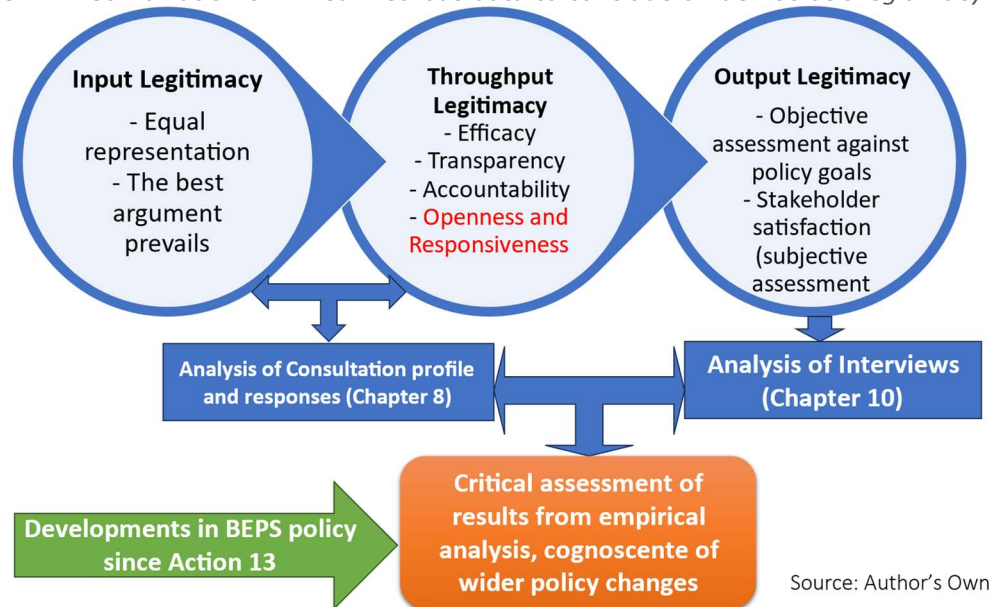 Input Legitimacy
- Equal
representation
- The best
argument
prevails
Throughput
Legitimacy
- Efficacy
- Transparency
- Accountability
- Openness and
Responsiveness
Output Legitimacy
- Objective
assessment against
policy goals
- Stakeholder
satisfaction
(subjective
assessment
Analysis of Consultation profile
and responses (Chapter 8)
Analysis of Interviews
(Chapter 10)
Developments in BEPS policy
since Action 13
Critical assessment of
results from empirical
analysis, cognoscente of
wider policy changes
Source: Author's Own